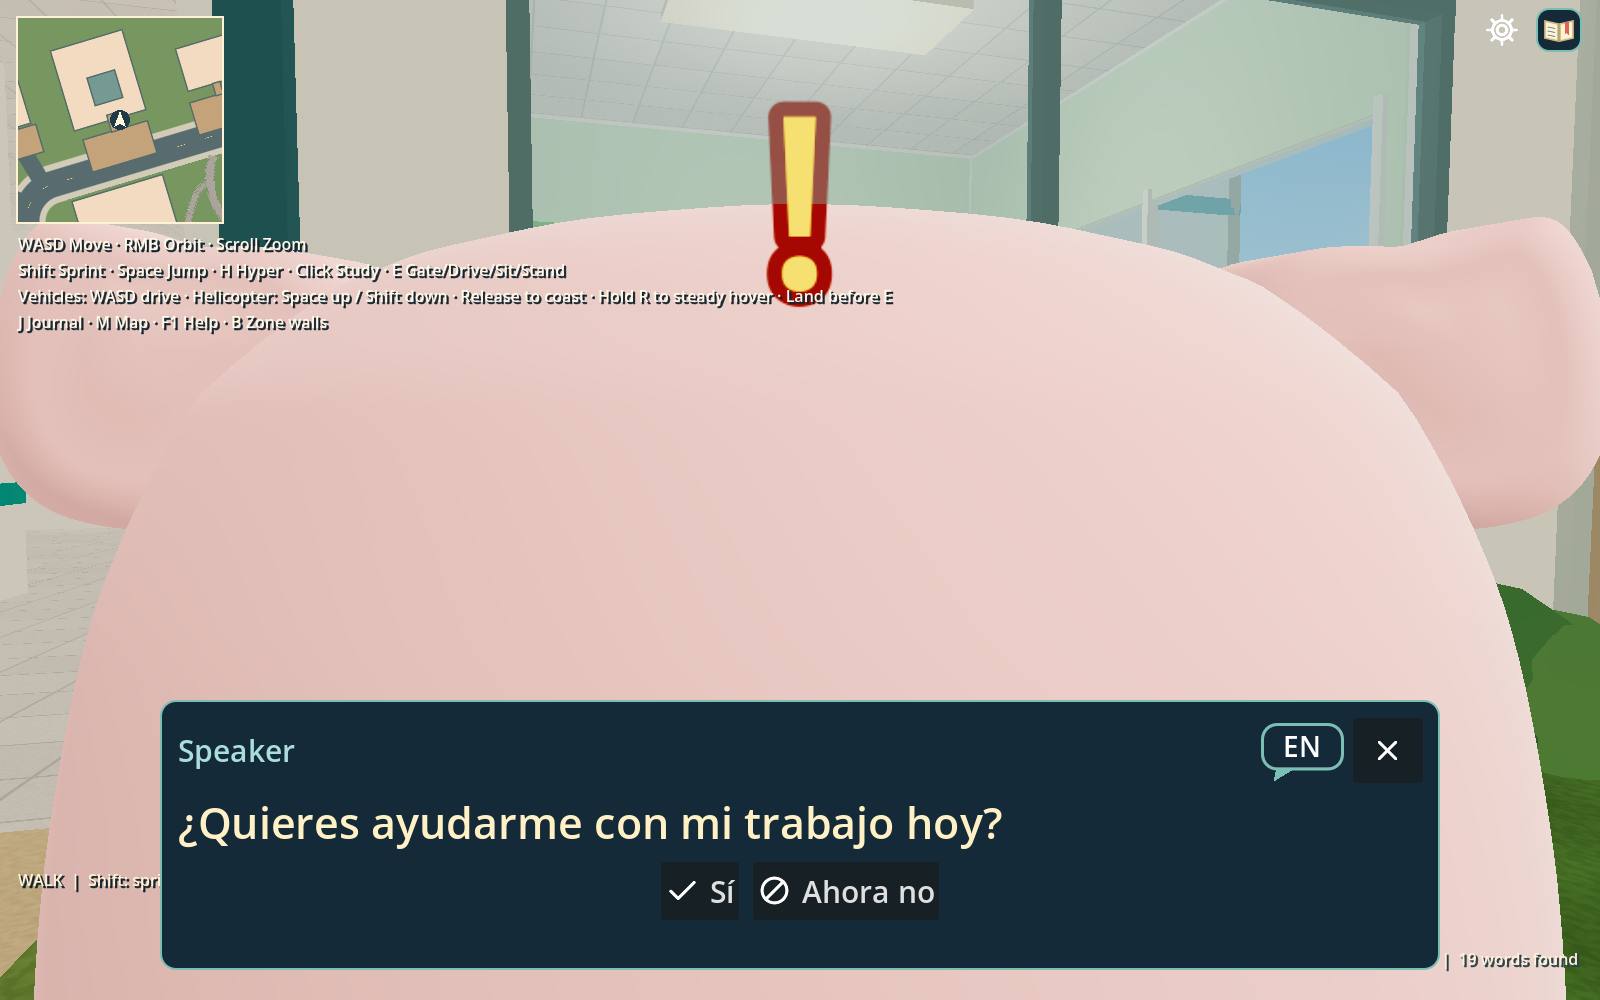 WASD Move · RMB Orbit · Scroll Zoom
Shift Sprint · Space Jump · H Hyper · Click Study · E Gate/Drive/Sit/Stand
Vehicles: WASD drive · Helicopter: Space up / Shift down · Release to coast · Hold R to steady hover · Land before E
J Journal · M Map · F1 Help · B Zone walls
Speaker
EN
¿Quieres ayudarme con mi trabajo hoy?
Sí
Ahora no
WALK | Shift:
| 19 words found